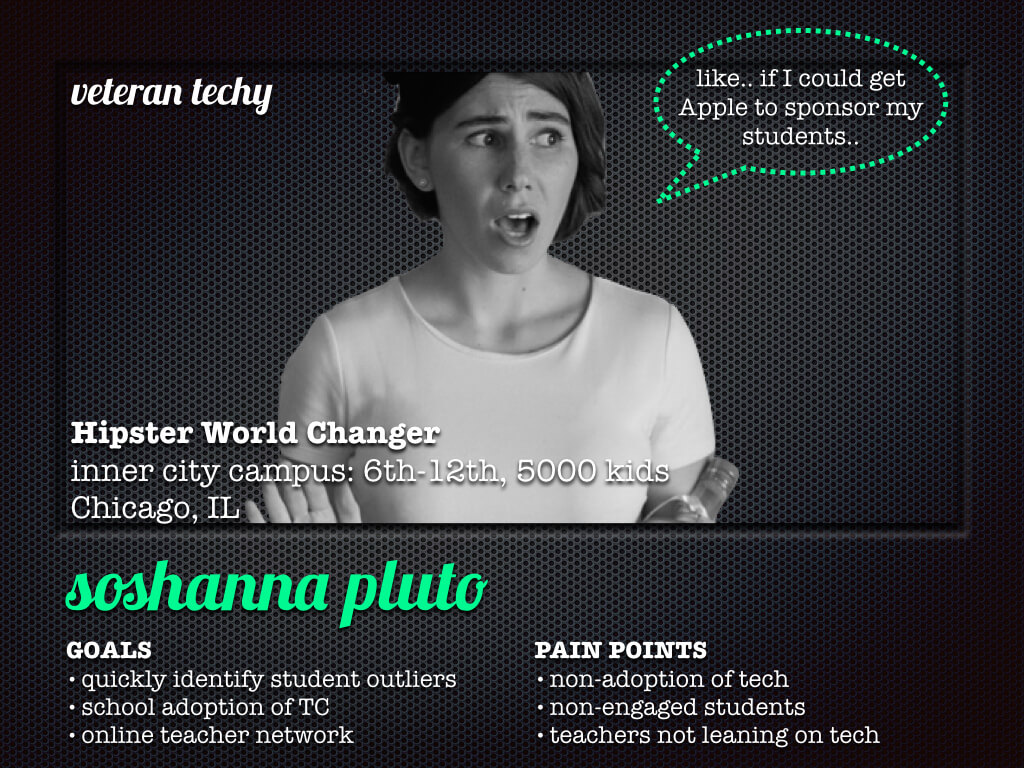 veteran techy
like.. if I could get
Apple to sponsor my
students..
Hipster World Changer
inner city campus: 6th-12th, 5000 kids
Chicago, IL
soshanna pluto
GOALS
• quickly identify student outliers
• school adoption of TC
• online teacher network
PAIN POINTS
• non-adoption of tech
• non-engaged students
• teachers not leaning on tech